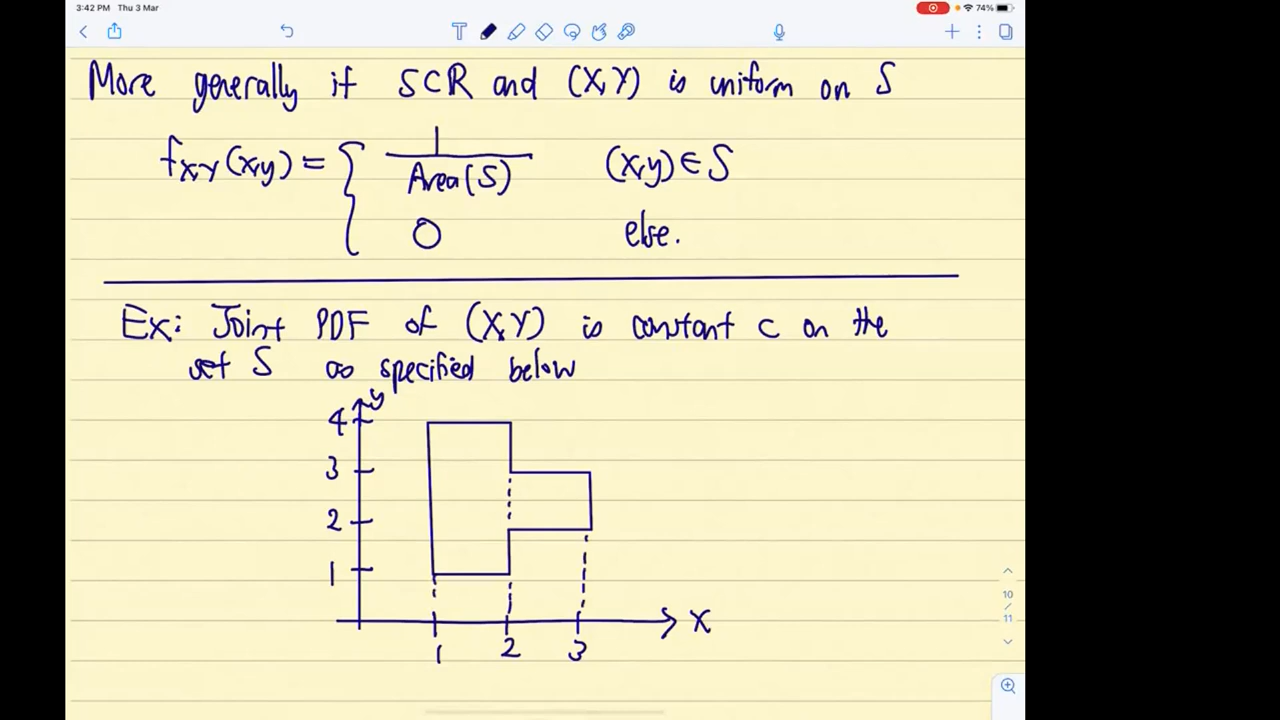 3:42 PM Thu 3 Mar
74%
More generally if S⊂R and (X,Y) is uniform on S
fX,Y(x,y) = { 1 / Area(S) (x,y) ∈ S
0 else.
Ex: Joint PDF of (X,Y) is constant c on the
set S as specified below
y
4
3
2
1
X
1 2 3
10
/
11